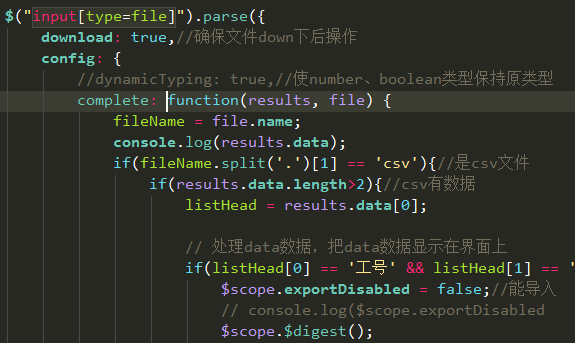 $("input[type=file]").parse({
download: true,//确保文件down下后操作
config: {
//dynamicTyping: true,//使number、boolean类型保持原类型
complete: function(results, file) {
fileName = file.name;
console.log(results.data);
if(fileName.split('.')[1] == 'csv'){//是csv文件
if(results.data.length>2){//csv有数据
listHead = results.data[0];
// 处理data数据, 把data数据显示在界面上
if(listHead[0] == '工号' && listHead[1] == '
$scope.exportDisabled = false;//能导入
// console.log($scope.exportDisabled
$scope.$digest();